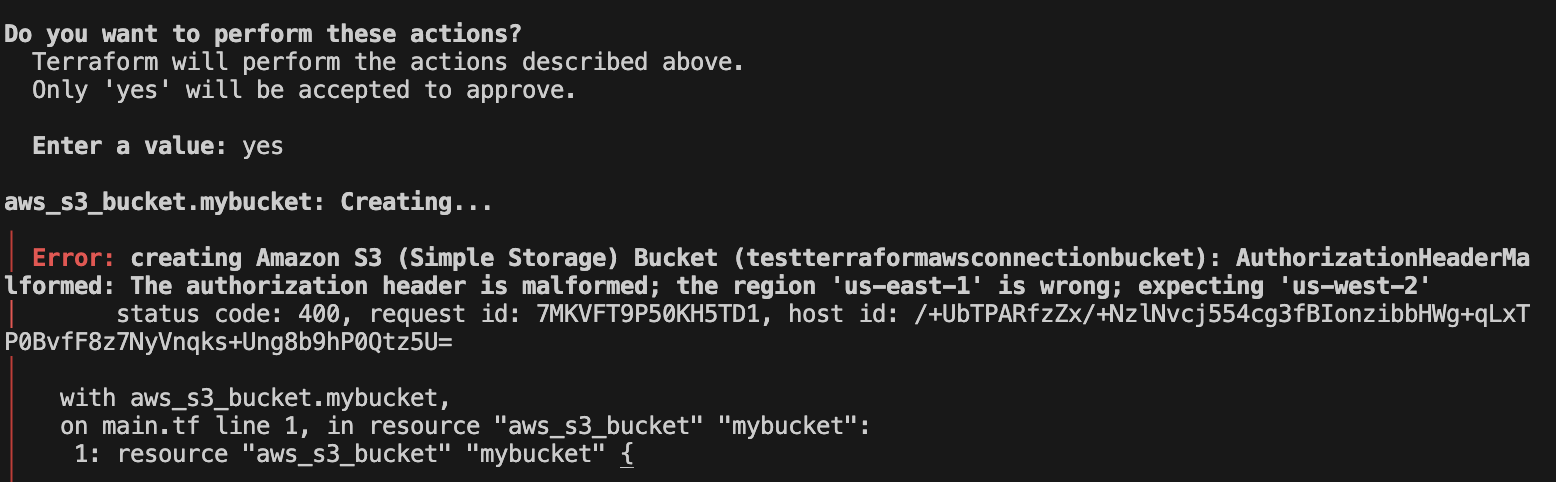 Do you want to perform these actions?
  Terraform will perform the actions described above.
  Only 'yes' will be accepted to approve.

  Enter a value: yes

aws_s3_bucket.mybucket: Creating...

│ Error: creating Amazon S3 (Simple Storage) Bucket (testterraformawsconnectionbucket): AuthorizationHeaderMa
lformed: The authorization header is malformed; the region 'us-east-1' is wrong; expecting 'us-west-2'
│       status code: 400, request id: 7MKVFT9P50KH5TD1, host id: /+UbTPARfzZx/+NzlNvcj554cg3fBIonzibbHWg+qLxT
P0BvfF8z7NyVnqks+Ung8b9hP0Qtz5U=
│
│   with aws_s3_bucket.mybucket,
│   on main.tf line 1, in resource "aws_s3_bucket" "mybucket":
│    1: resource "aws_s3_bucket" "mybucket" {